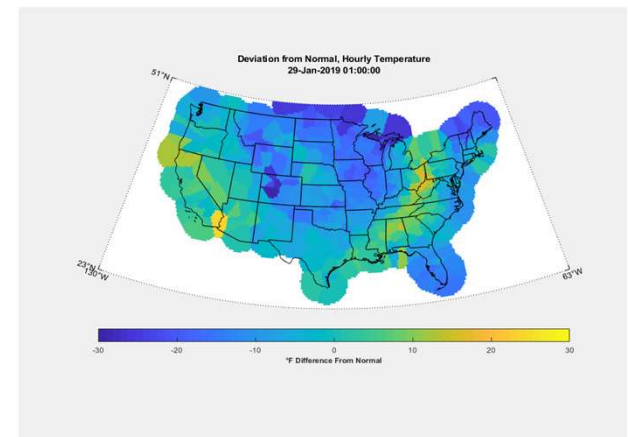 Deviation from Normal, Hourly Temperature
29-Jan-2019 01:00:00
51°N
23°N
130°W
63°W
-30 -20 -10 0 10 20 30
°F Difference From Normal